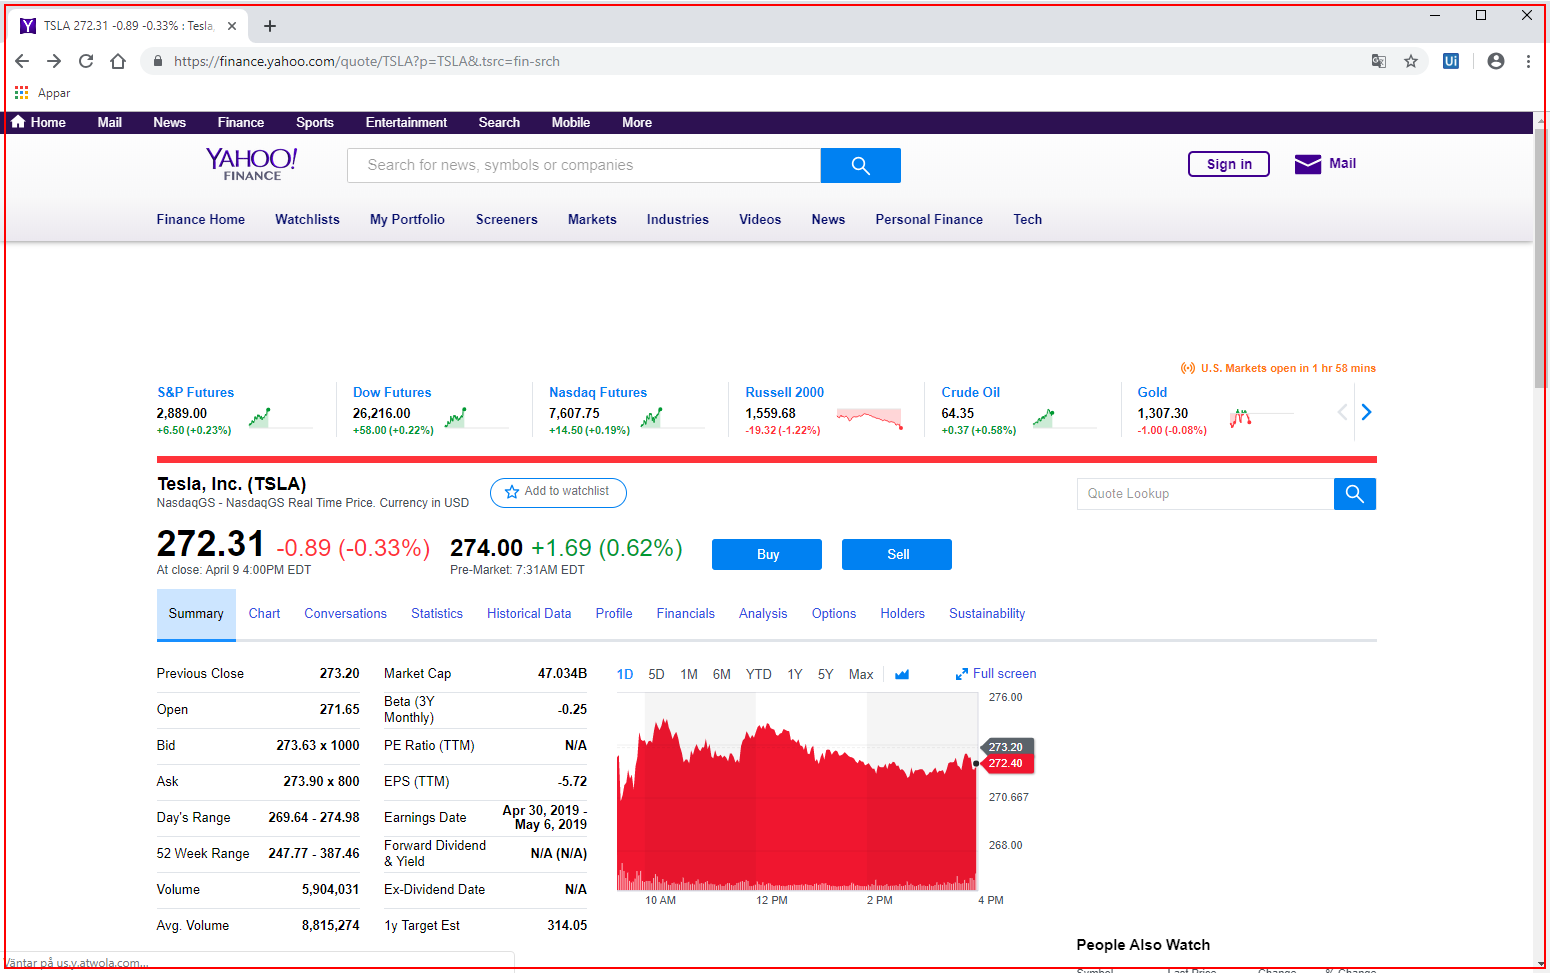 TSLA 272.31 -0.89 -0.33% : Tesla,
https://finance.yahoo.com/quote/TSLA?p=TSLA&.tsrc=fin-srch
Ui
Appar
Home Mail News Finance Sports Entertainment Search Mobile More
YAHOO! FINANCE
Search for news, symbols or companies
Sign in
Mail
Finance Home Watchlists My Portfolio Screeners Markets Industries Videos News Personal Finance Tech
U.S. Markets open in 1 hr 58 mins
S&P Futures Dow Futures Nasdaq Futures Russell 2000 Crude Oil Gold
2,889.00 26,216.00 7,607.75 1,559.68 64.35 1,307.30
+6.50 (+0.23%) +58.00 (+0.22%) +14.50 (+0.19%) -19.32 (-1.22%) +0.37 (+0.58%) -1.00 (-0.08%)
Tesla, Inc. (TSLA)
NasdaqGS - NasdaqGS Real Time Price. Currency in USD
Add to watchlist
Quote Lookup
272.31 -0.89 (-0.33%) 274.00 +1.69 (0.62%)
At close: April 9 4:00PM EDT Pre-Market: 7:31AM EDT
Buy Sell
Summary Chart Conversations Statistics Historical Data Profile Financials Analysis Options Holders Sustainability
Previous Close 273.20
Open 271.65
Bid 273.63 x 1000
Ask 273.90 x 800
Day's Range 269.64 - 274.98
52 Week Range 247.77 - 387.46
Volume 5,904,031
Avg. Volume 8,815,274
Market Cap 47.034B
Beta (3Y Monthly) -0.25
PE Ratio (TTM) N/A
EPS (TTM) -5.72
Earnings Date Apr 30, 2019 - May 6, 2019
Forward Dividend & Yield N/A (N/A)
Ex-Dividend Date N/A
1y Target Est 314.05
1D 5D 1M 6M YTD 1Y 5Y Max
Full screen
276.00
273.20
272.40
270.667
268.00
10 AM 12 PM 2 PM 4 PM
People Also Watch
Symbol Last Price Change % Change
Väntar på us.y.atwola.com...